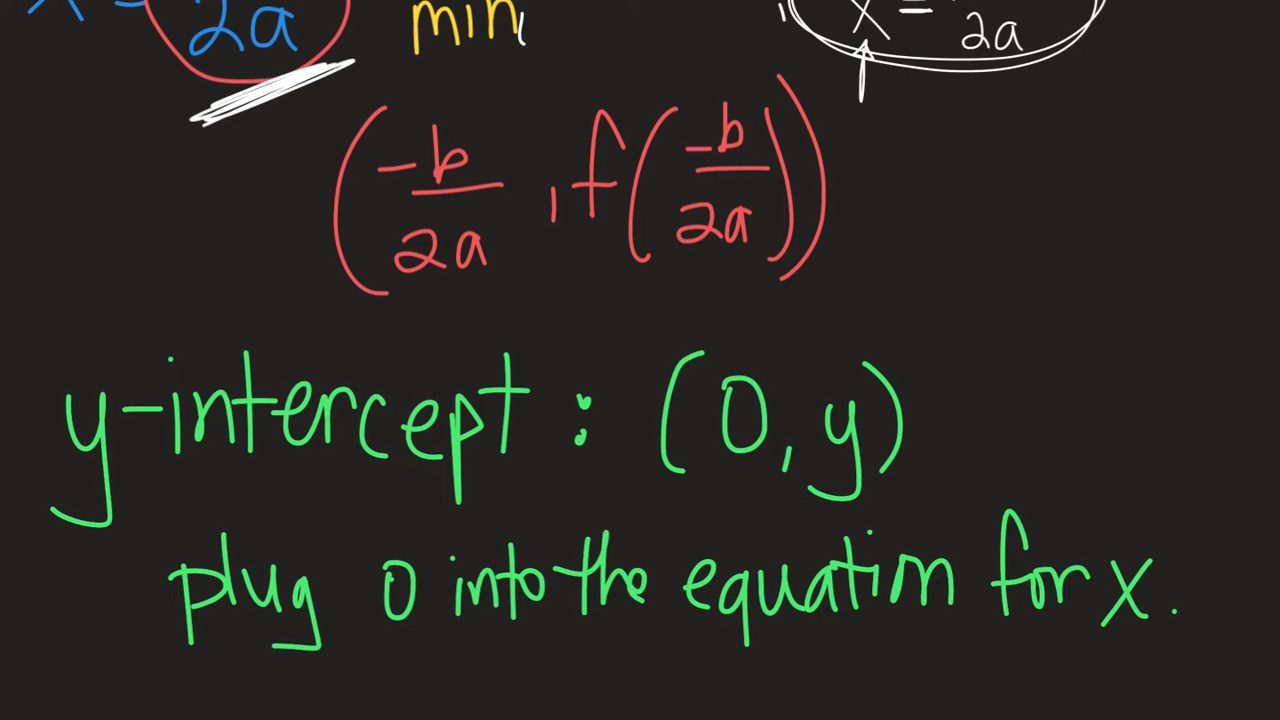 x = 2a min x = 2a
(-b/2a, f(-b/2a))
y-intercept: (0, y)
plug 0 into the equation for x.